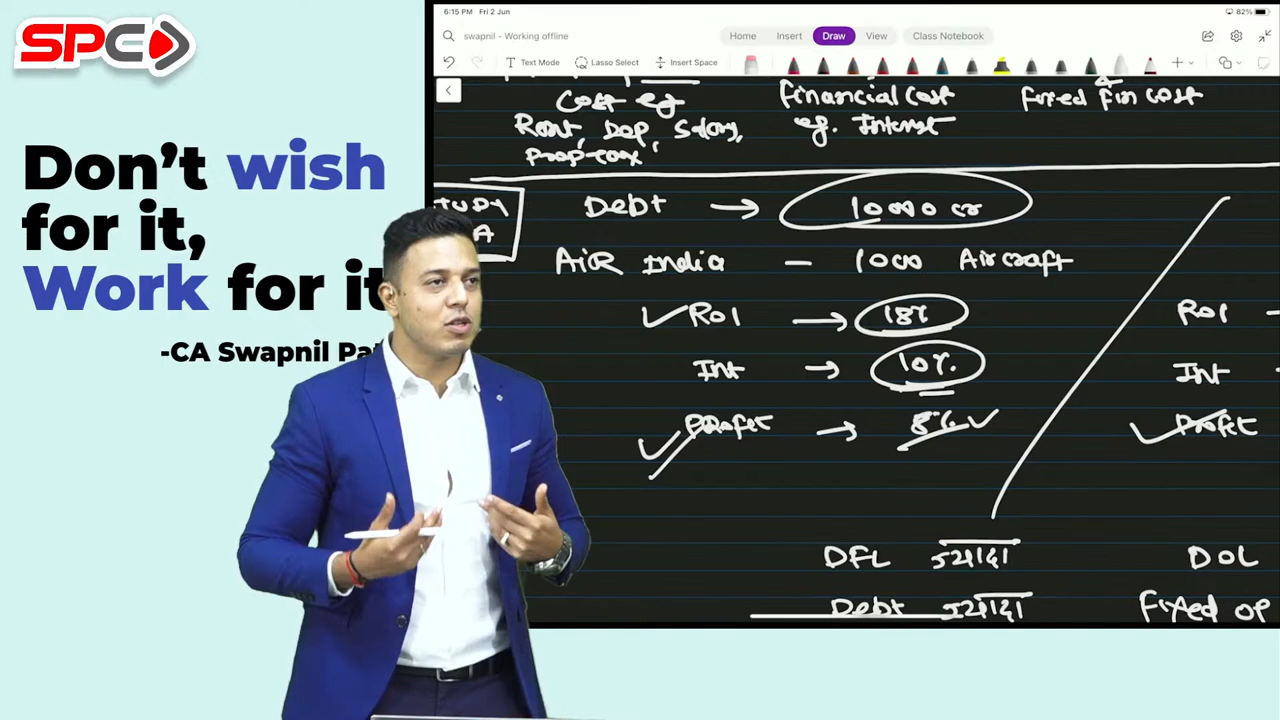 SPC
Don't wish
for it,
Work for it
-CA Swapnil Pat
6:15 PM Fri 2 Jun
82%
swapnil - Working offline
Home Insert Draw View Class Notebook
Text Mode Lasso Select Insert Space
Cost eg
Rent, Dep, Salary,
financial Cost
eg. Interest
fixed fin cost
Debt → 1000 cr
AiR India - 1000 Aircraft
ROI → 18%
Int → 10%.
Profit → 8%
ROI
Int
Profit
DFL
Debt
DOL
Fixed op